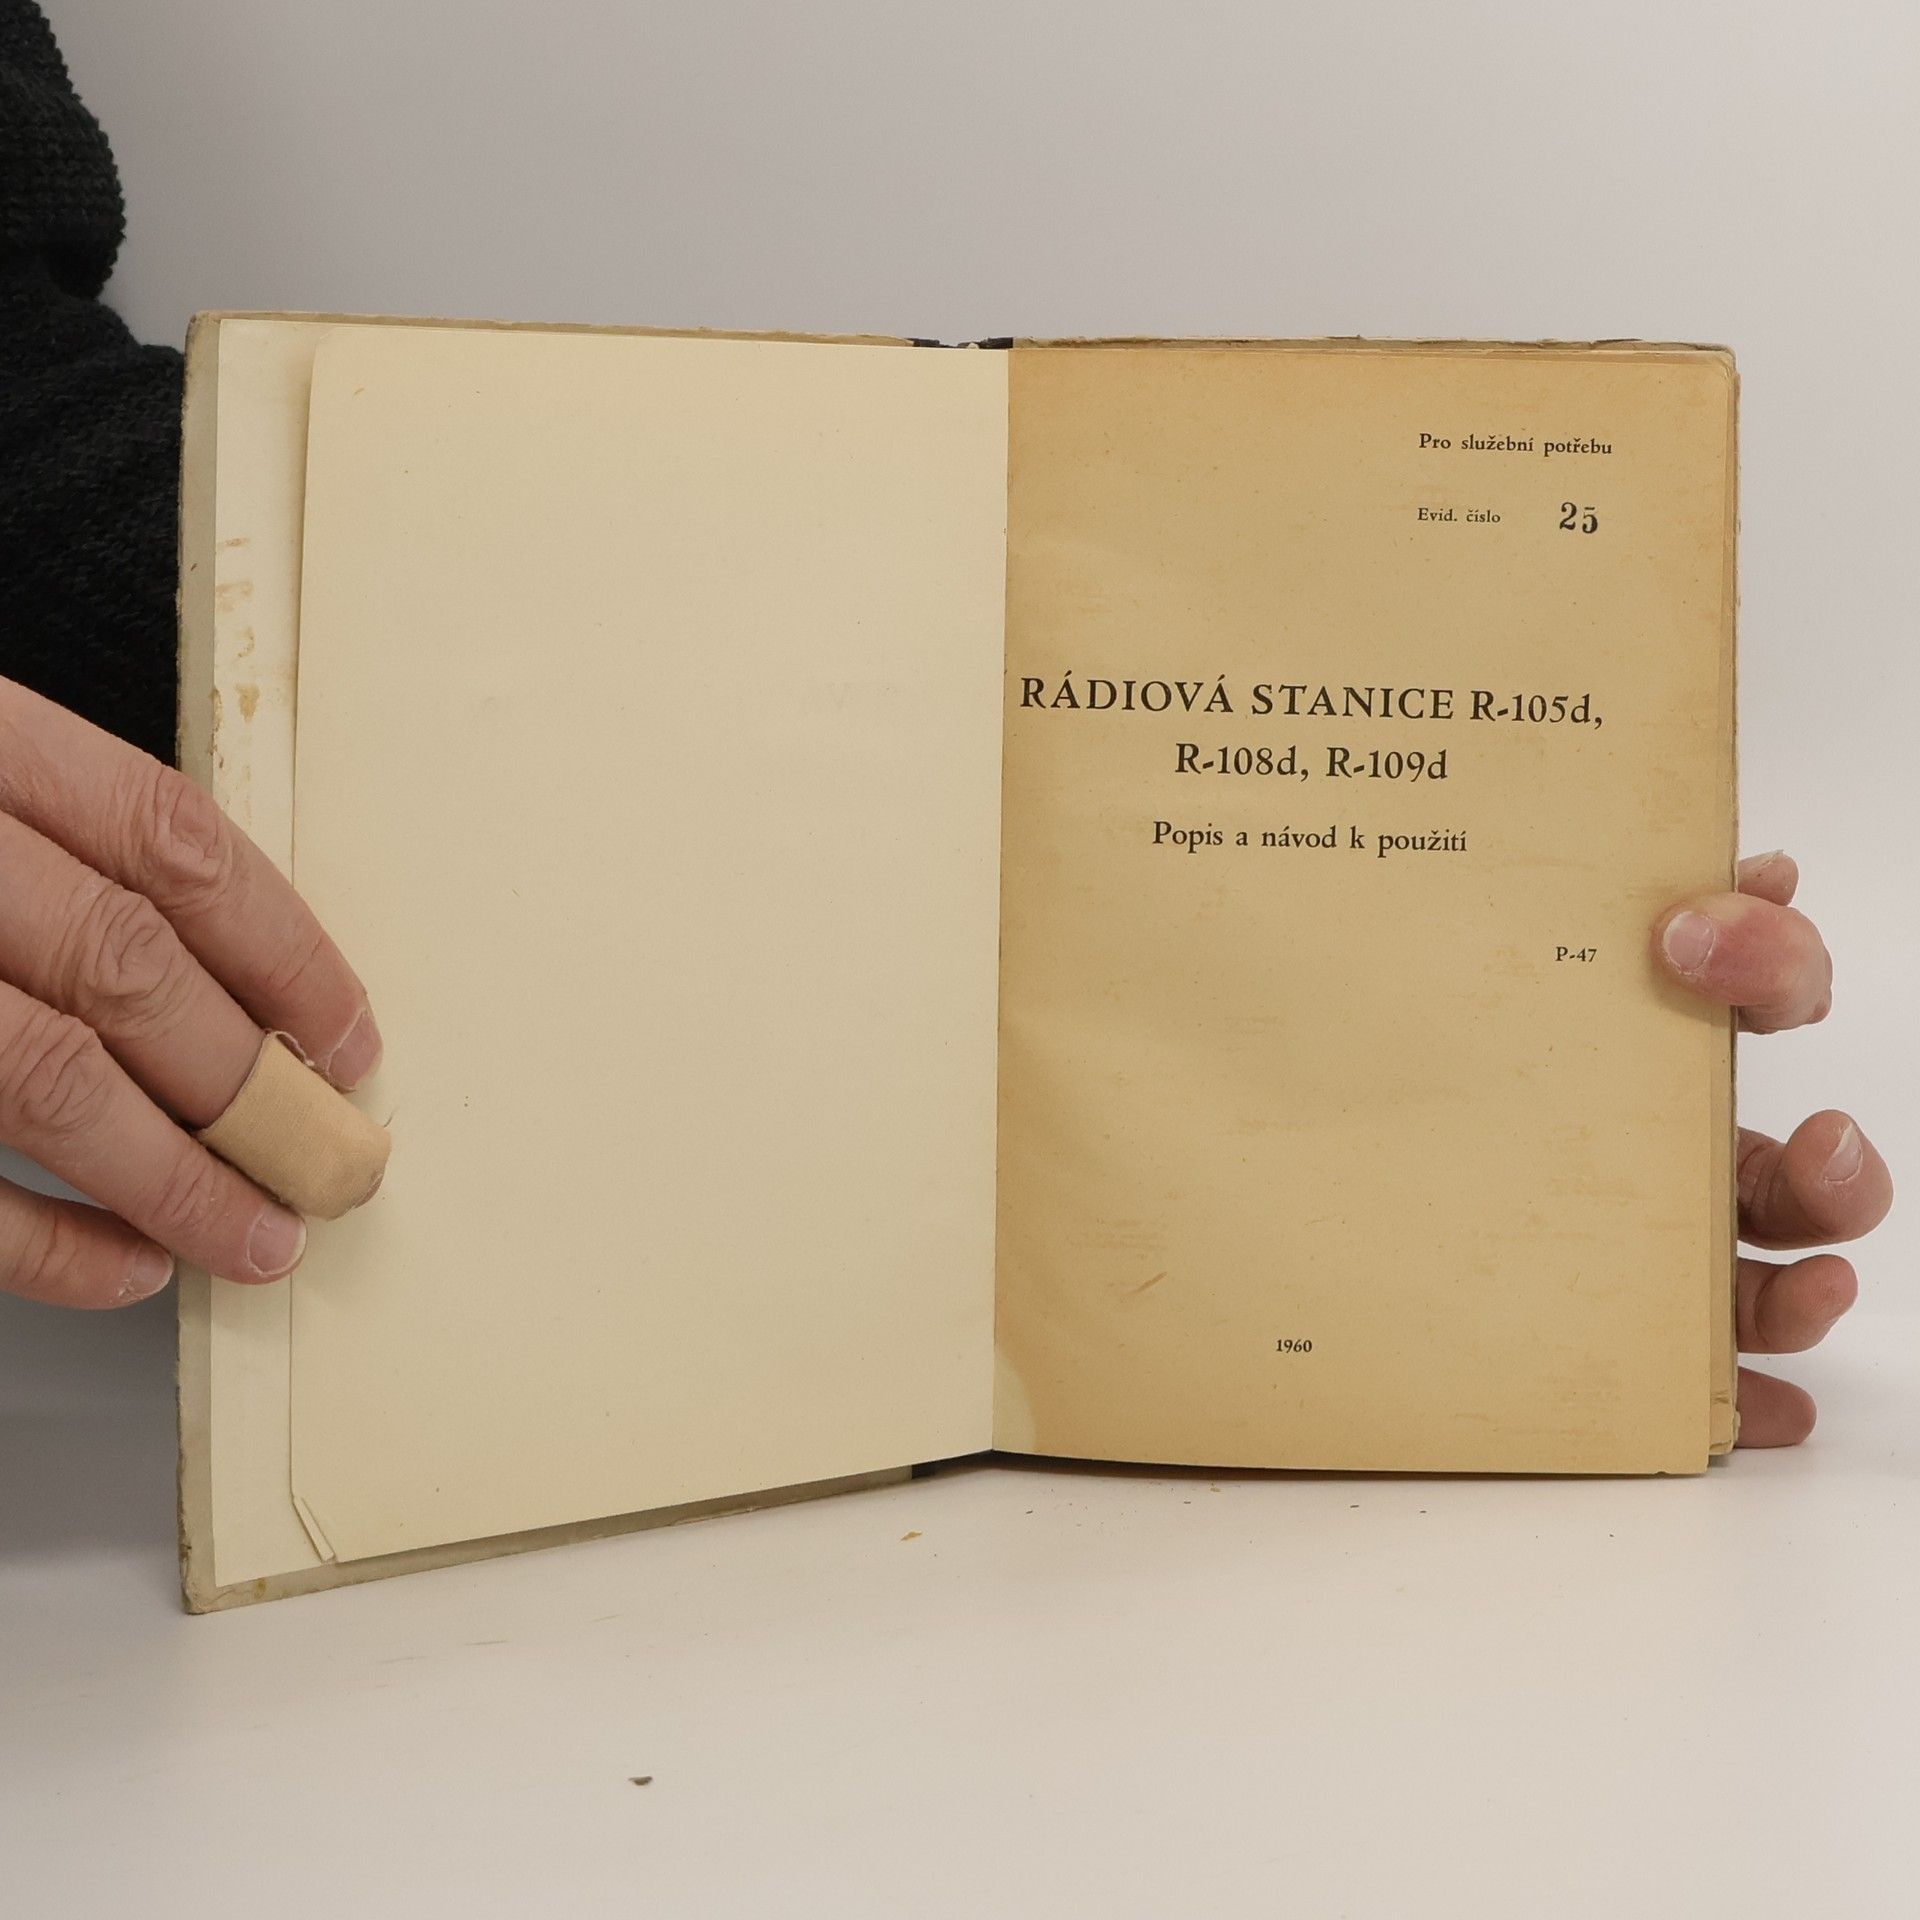 Pro služební potřebu
Evid. číslo 25
RÁDIOVÁ STANICE R-105d,
R-108d, R-109d
Popis a návod k použití
P-47
1960